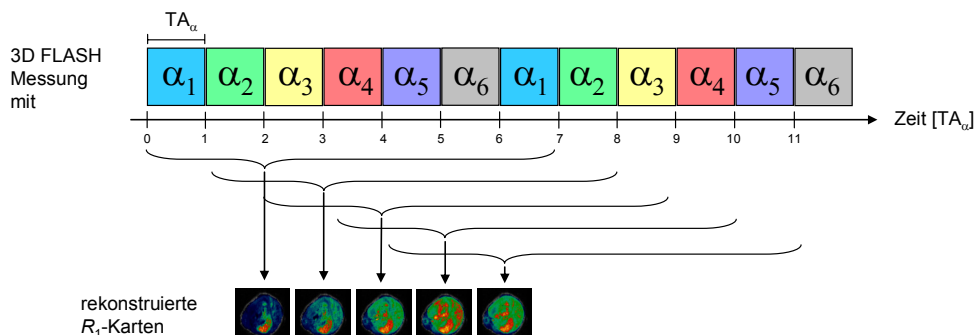 TAα
3D FLASH
Messung
mit
α1 α2 α3 α4 α5 α6 α1 α2 α3 α4 α5 α6
Zeit [TAα]
0 1 2 3 4 5 6 7 8 9 10 11
rekonstruierte
R1-Karten